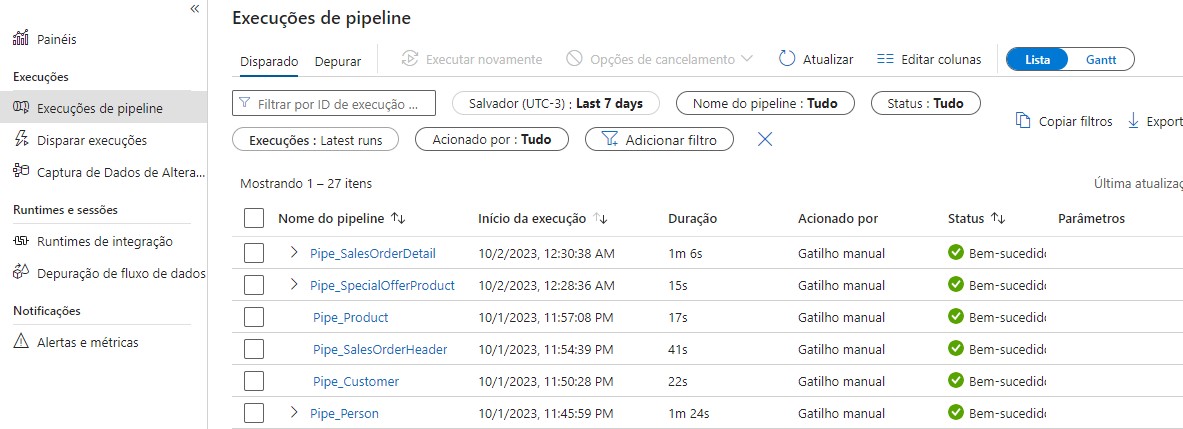 «
Painéis
Execuções
Execuções de pipeline
Disparar execuções
Captura de Dados de Altera...
Runtimes e sessões
Runtimes de integração
Depuração de fluxo de dados
Notificações
Alertas e métricas
Execuções de pipeline
Disparado Depurar Executar novamente Opções de cancelamento Atualizar Editar colunas Lista Gantt
Filtrar por ID de execução ... Salvador (UTC-3) : Last 7 days Nome do pipeline : Tudo Status : Tudo
Copiar filtros Export
Execuções : Latest runs Acionado por : Tudo Adicionar filtro
Mostrando 1 – 27 itens Última atualizaç
Nome do pipeline Início da execução Duração Acionado por Status Parâmetros
Pipe_SalesOrderDetail 10/2/2023, 12:30:38 AM 1m 6s Gatilho manual Bem-sucedido
Pipe_SpecialOfferProduct 10/2/2023, 12:28:36 AM 15s Gatilho manual Bem-sucedido
Pipe_Product 10/1/2023, 11:57:08 PM 17s Gatilho manual Bem-sucedido
Pipe_SalesOrderHeader 10/1/2023, 11:54:39 PM 41s Gatilho manual Bem-sucedido
Pipe_Customer 10/1/2023, 11:50:28 PM 22s Gatilho manual Bem-sucedido
Pipe_Person 10/1/2023, 11:45:59 PM 1m 24s Gatilho manual Bem-sucedido